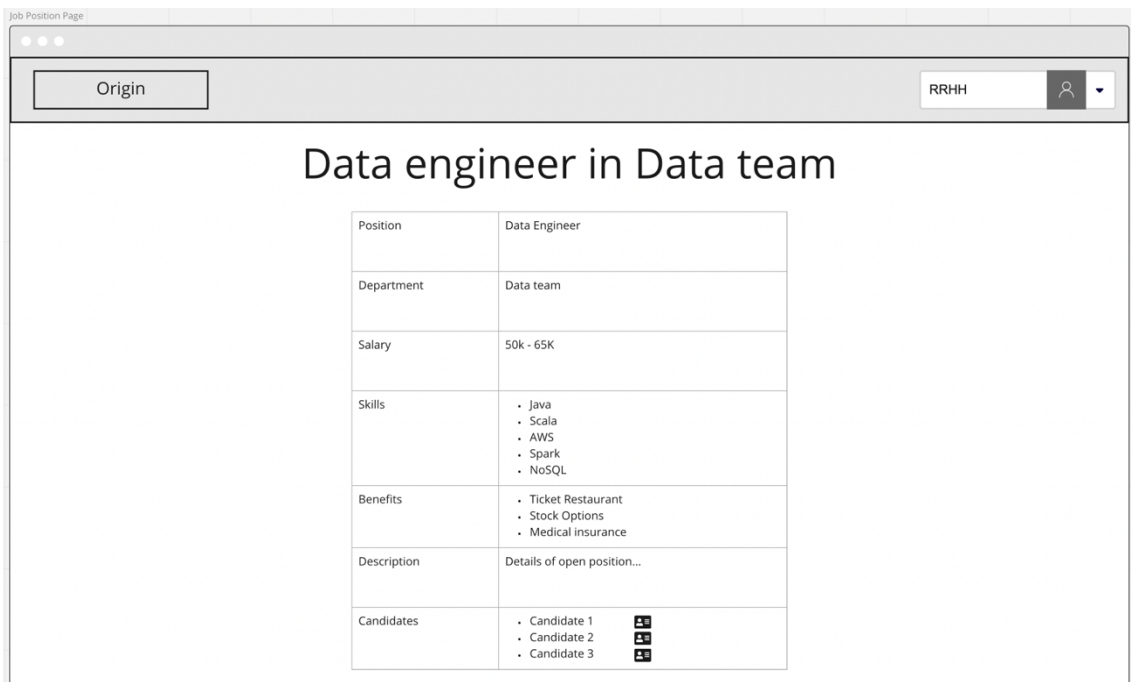 Job Position Page
Origin
RRHH
Data engineer in Data team
Position Data Engineer
Department Data team
Salary 50k - 65K
Skills
• Java
• Scala
• AWS
• Spark
• NoSQL
Benefits
• Ticket Restaurant
• Stock Options
• Medical insurance
Description Details of open position...
Candidates
• Candidate 1
• Candidate 2
• Candidate 3